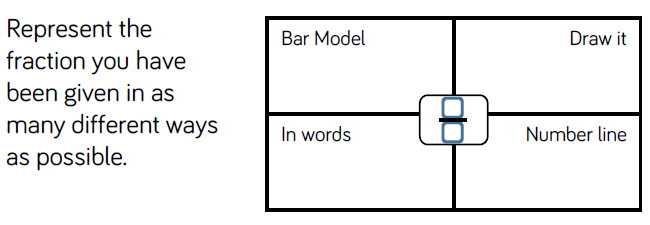 Represent the
fraction you have
been given in as
many different ways
as possible.
Bar Model
Draw it
In words
Number line